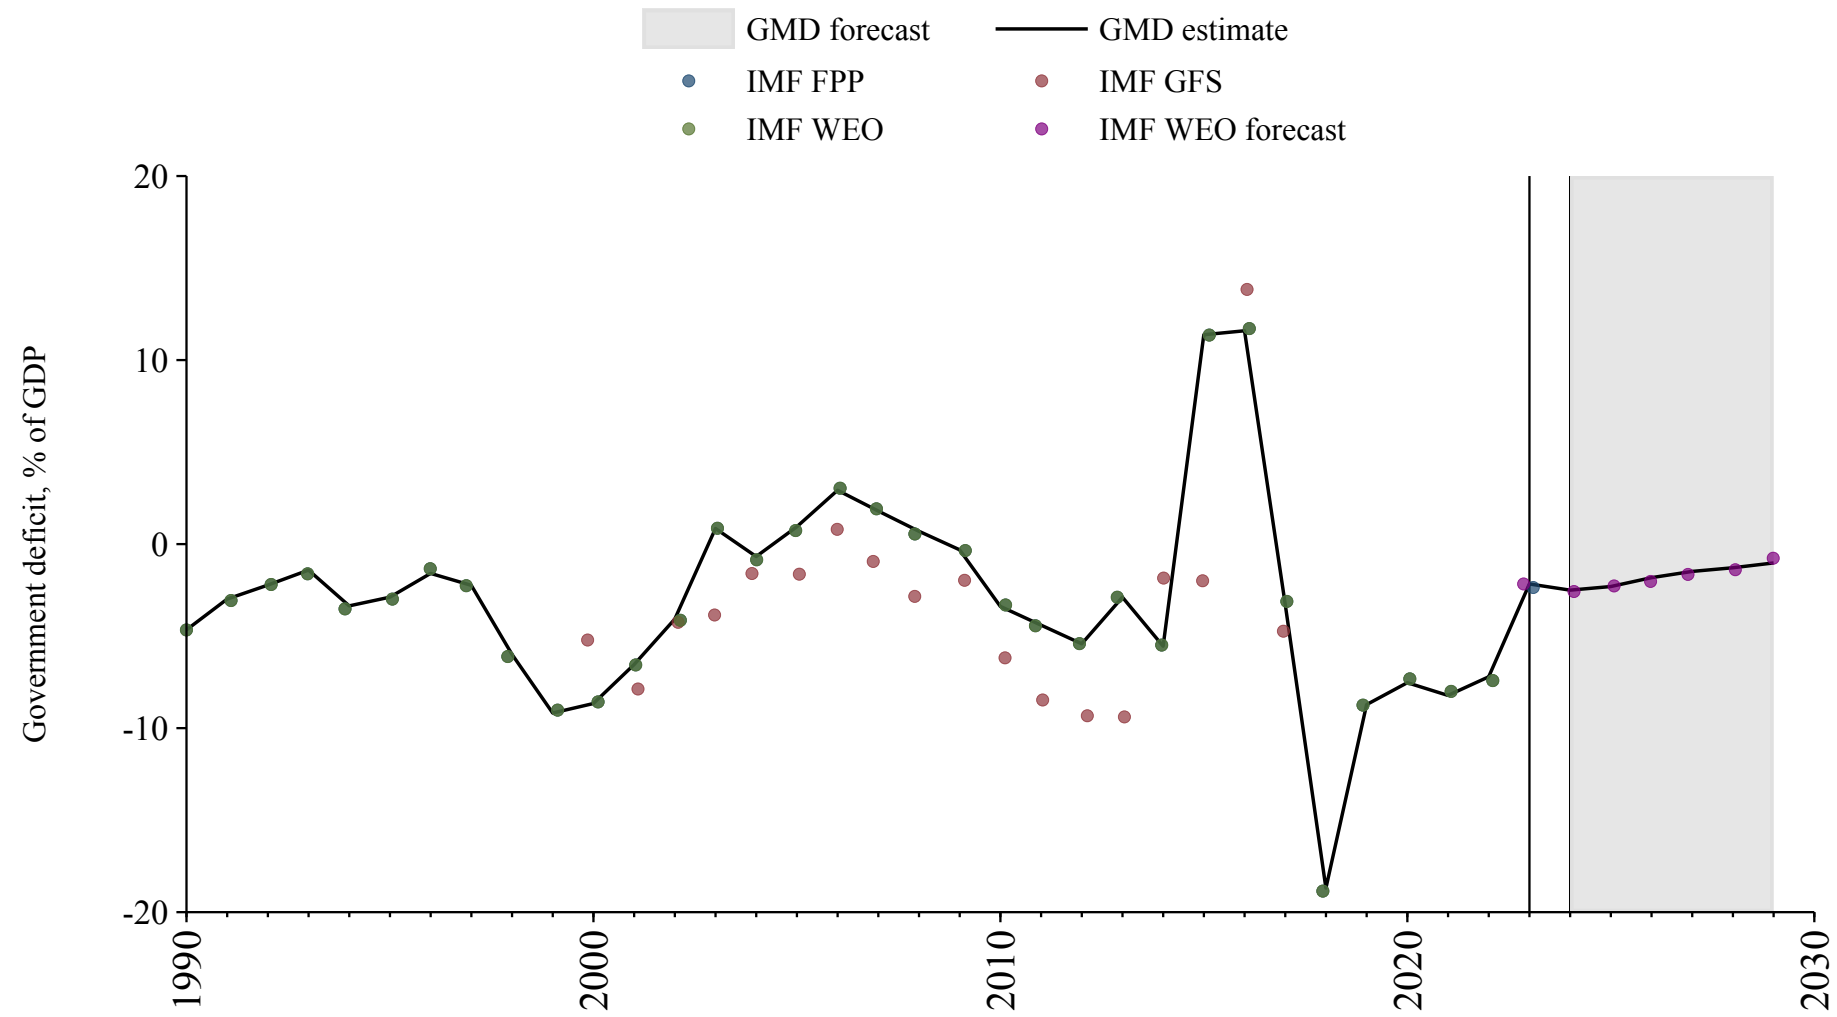 GMD forecast
GMD estimate
IMF FPP
IMF GFS
IMF WEO
IMF WEO forecast
Government deficit, % of GDP
20
10
0
-10
-20
1990
2000
2010
2020
2030